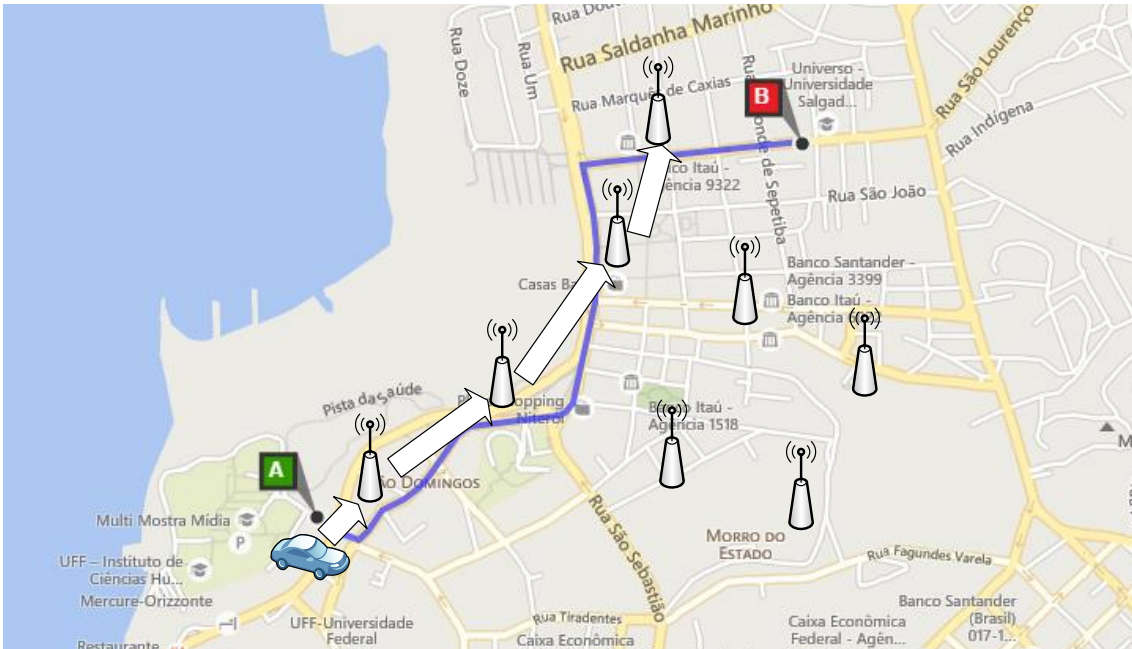 Rua Saldanha Marinho
Rua Doze
Rua Um
Rua São Lourenço
Rua Marquês de Caxias
Universo -
Universidade
Salgad...
B
Rua Indígena
onde de Sepetiba
Itaú -
9322
Rua São João
Casas
Banco Santander -
Agência 3399
Banco Itaú -
Agência
Pista da Saúde
Shopping
Niterói
Banco Itaú -
Agência 1518
A
DOMINGOS
Multi Mostra Mídia
P
UFF – Instituto de
Ciências Hu...
Mercure-Orizzonte
Rua São Sebastião
MORRO DO
ESTADO
Rua Fagundes Varela
Banco Santander
(Brasil)
017-1...
UFF-Universidade
Federal
Rua Tiradentes
Caixa Econômica
Caixa Econômica
Federal - Agên...
Restaurante
M